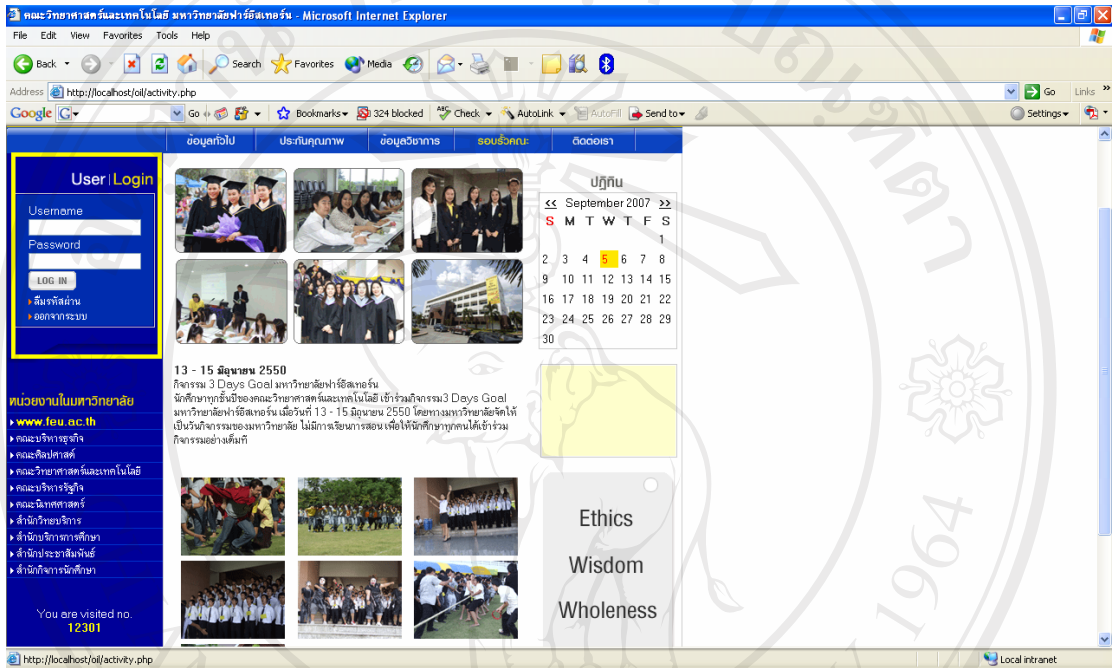 คณะวิทยาศาสตร์และเทคโนโลยี มหาวิทยาลัยฟาร์อีสเทอร์น - Microsoft Internet Explorer
File Edit View Favorites Tools Help
Back Search Favorites Media
Address http://localhost/oil/activity.php Go Links
Google G Go Bookmarks 324 blocked Check AutoLink AutoFill Send to Settings
ข้อมูลทั่วไป ประกันคุณภาพ ข้อมูลวิชาการ รอบรั้วคณะ ติดต่อเรา
User|Login
Username
Password
LOG IN
ลืมรหัสผ่าน
ออกจากระบบ
หน่วยงานในมหาวิทยาลัย
www.feu.ac.th
คณะบริหารธุรกิจ
คณะศิลปศาสตร์
คณะวิทยาศาสตร์และเทคโนโลยี
คณะบริหารรัฐกิจ
คณะนิเทศศาสตร์
สำนักวิทยบริการ
สำนักบริการการศึกษา
สำนักประชาสัมพันธ์
สำนักกิจการนักศึกษา
You are visited no.
12301
13 - 15 มิถุนายน 2550
กิจกรรม 3 Days Goal มหาวิทยาลัยฟาร์อีสเทอร์น
นักศึกษาทุกชั้นปีของคณะวิทยาศาสตร์และเทคโนโลยี เข้าร่วมกิจกรรม3 Days Goal
มหาวิทยาลัยฟาร์อีสเทอร์น เมื่อวันที่ 13 - 15 มิถุนายน 2550 โดยทางมหาวิทยาลัยจัดให้
เป็นวันกิจกรรมของมหาวิทยาลัย ไม่มีการเรียนการสอน เพื่อให้นักศึกษาทุกคนได้เข้าร่วม
กิจกรรมอย่างเต็มที่
ปฏิทิน
<< September 2007 >>
S M T W T F S
1
2 3 4 5 6 7 8
9 10 11 12 13 14 15
16 17 18 19 20 21 22
23 24 25 26 27 28 29
30
Ethics
Wisdom
Wholeness
1964
http://localhost/oil/activity.php Local intranet